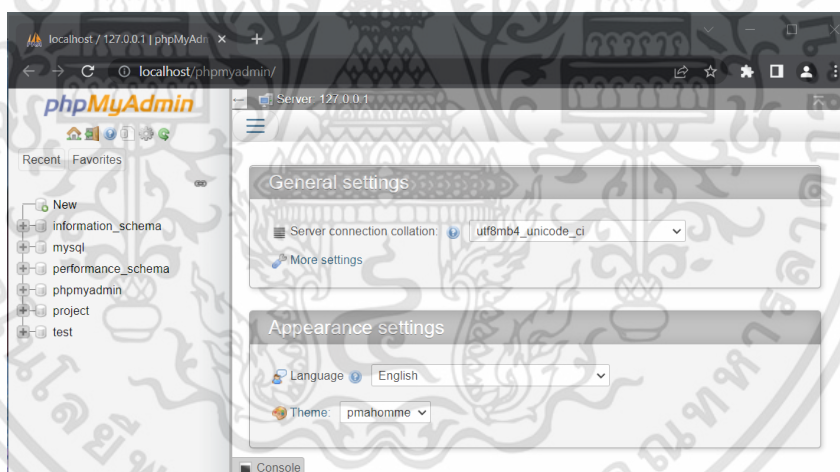 localhost / 127.0.0.1 | phpMyAdn
localhost/phpmyadmin/
phpMyAdmin
Recent Favorites
New
information_schema
mysql
performance_schema
phpmyadmin
project
test
Server: 127.0.0.1
General settings
Server connection collation: utf8mb4_unicode_ci
More settings
Appearance settings
Language English
Theme: pmahomme
Console